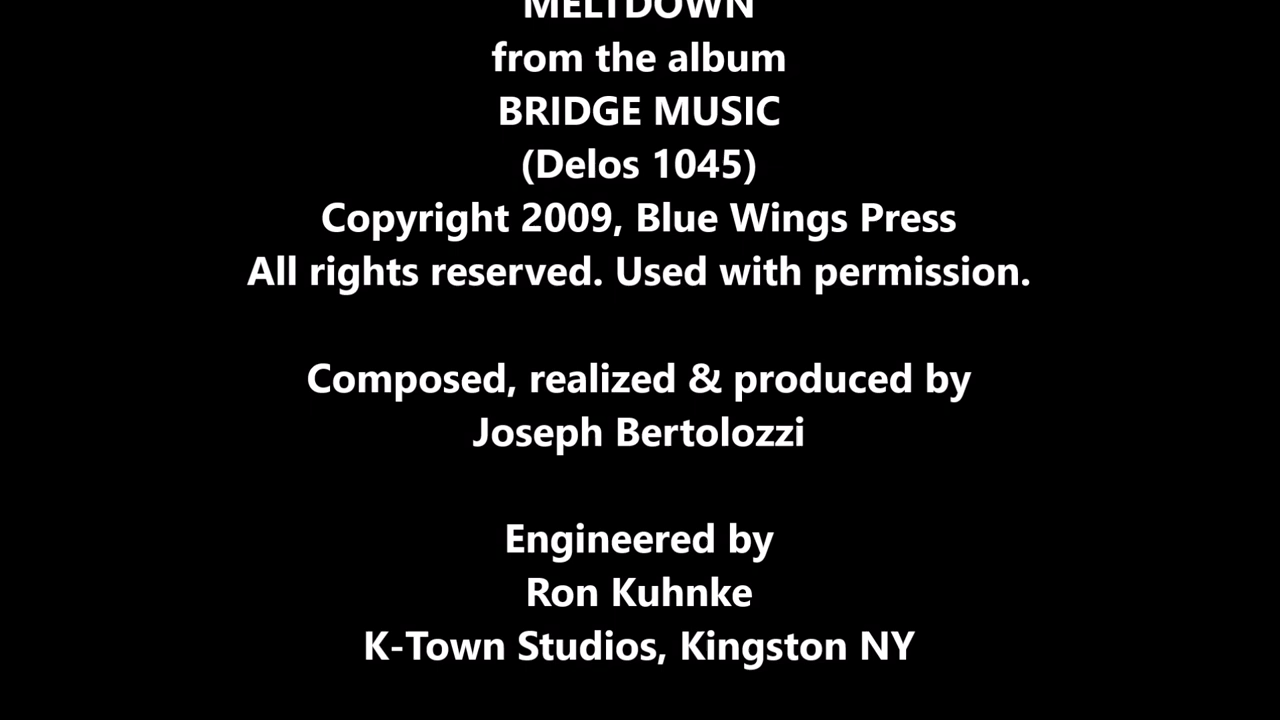 MELTDOWN
from the album
BRIDGE MUSIC
(Delos 1045)
Copyright 2009, Blue Wings Press
All rights reserved. Used with permission.
Composed, realized & produced by
Joseph Bertolozzi
Engineered by
Ron Kuhnke
K-Town Studios, Kingston NY